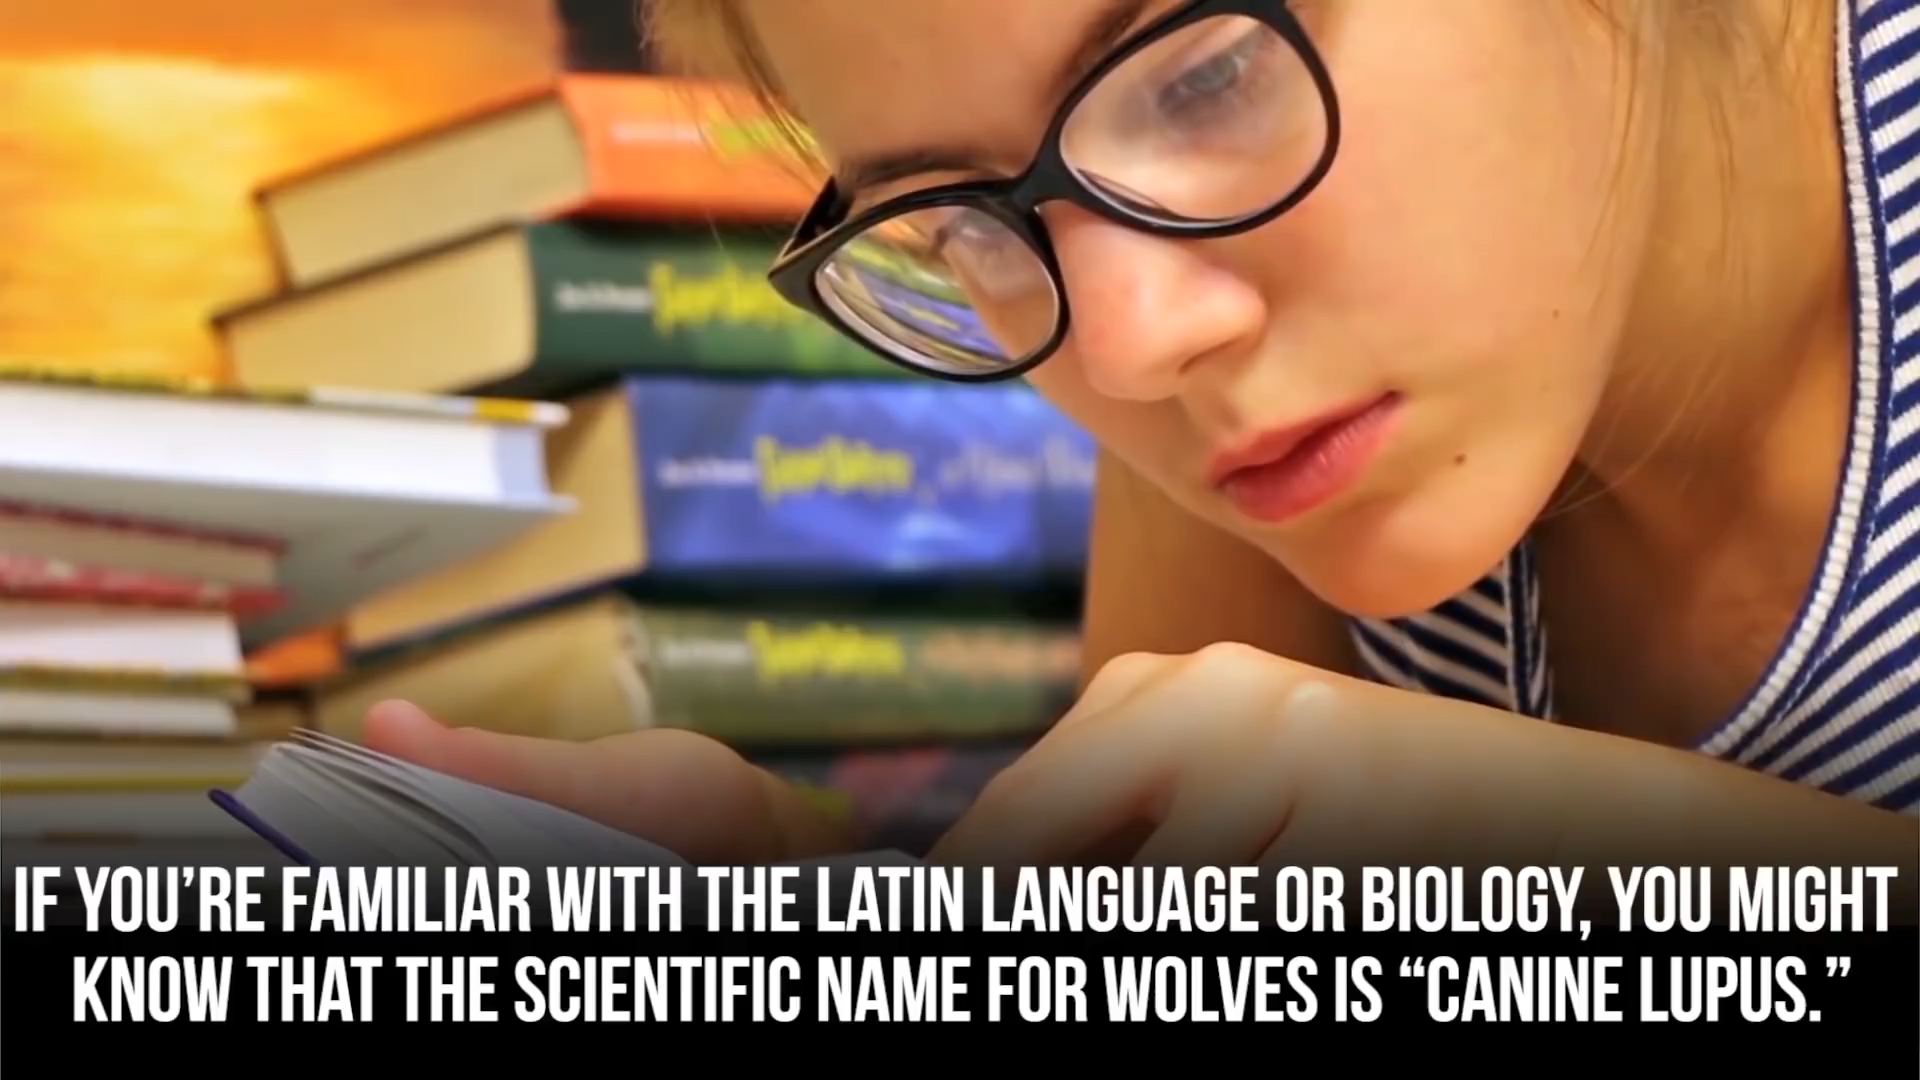 IF YOU’RE FAMILIAR WITH THE LATIN LANGUAGE OR BIOLOGY, YOU MIGHT
KNOW THAT THE SCIENTIFIC NAME FOR WOLVES IS “CANINE LUPUS.”